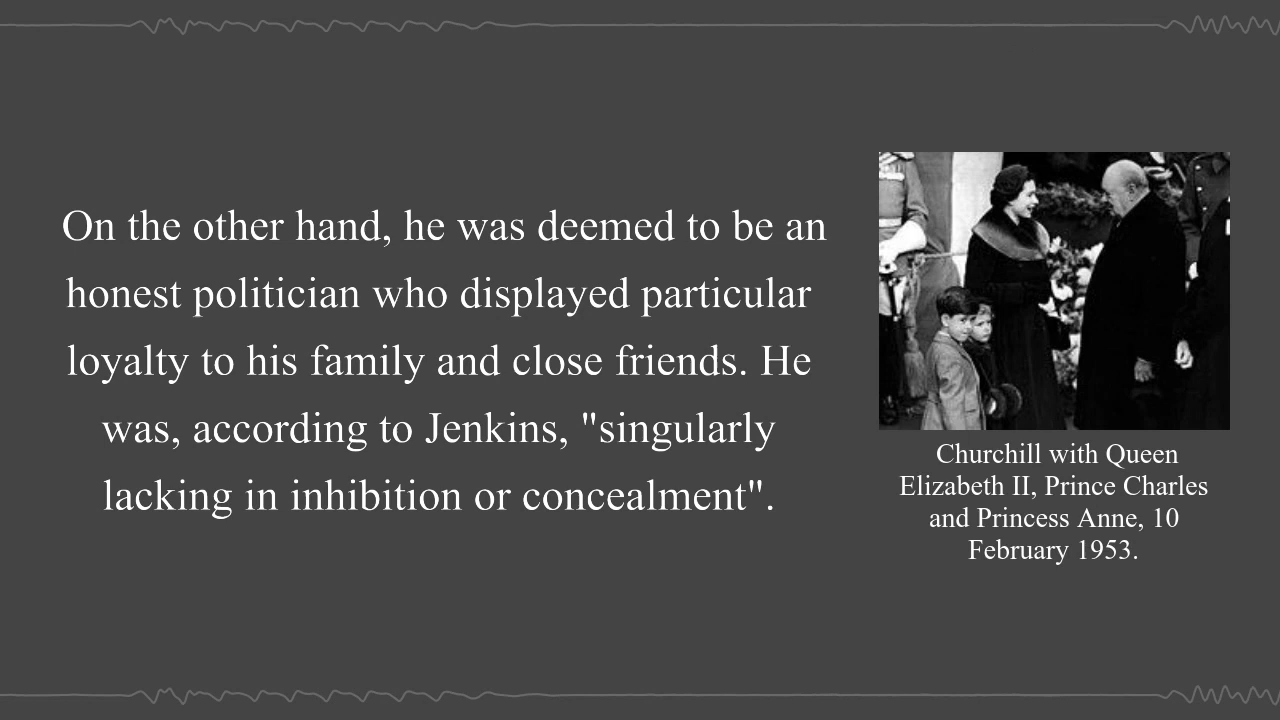 On the other hand, he was deemed to be an
honest politician who displayed particular
loyalty to his family and close friends. He
was, according to Jenkins, "singularly
lacking in inhibition or concealment".
Churchill with Queen
Elizabeth II, Prince Charles
and Princess Anne, 10
February 1953.